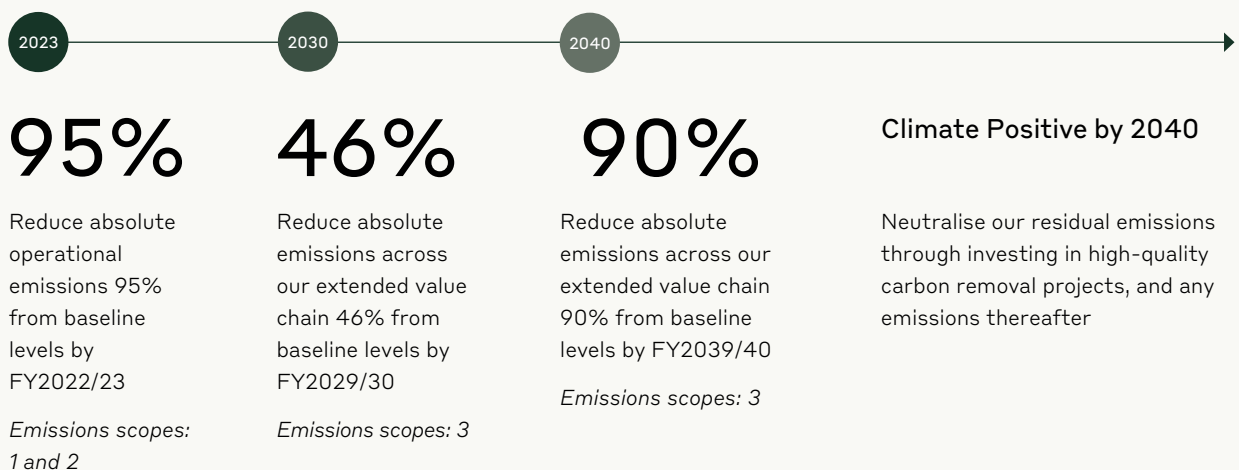 2023
2030
2040
95%
46%
90%
Climate Positive by 2040
Reduce absolute
operational
emissions 95%
from baseline
levels by
FY2022/23
Emissions scopes:
1 and 2
Reduce absolute
emissions across
our extended value
chain 46% from
baseline levels by
FY2029/30
Emissions scopes: 3
Reduce absolute
emissions across our
extended value chain
90% from baseline
levels by FY2039/40
Emissions scopes: 3
Neutralise our residual emissions
through investing in high-quality
carbon removal projects, and any
emissions thereafter